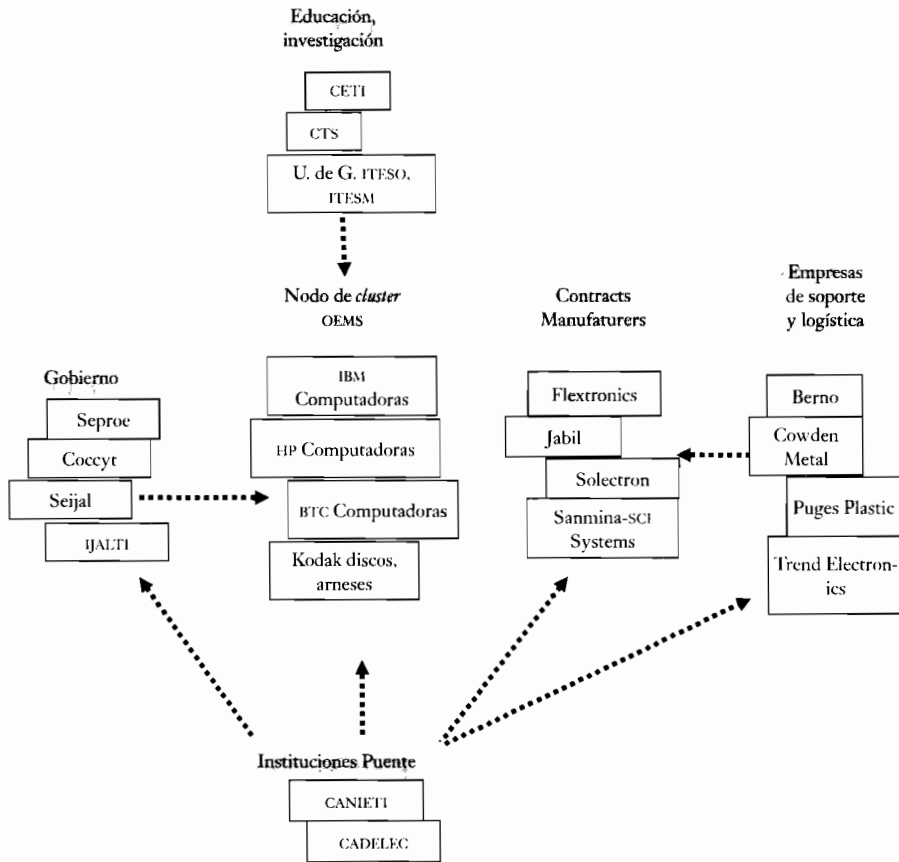 Educación,
investigación
CETI
CTS
U. de G. ITESO,
ITESM
Nodo de cluster
OEMS
IBM
Computadoras
HP Computadoras
BTC Computadoras
Kodak discos,
arneses
Contracts
Manufaturers
Flextronics
Jabil
Solectron
Sanmina-SCI
Systems
Empresas
de soporte
y logística
Berno
Cowden
Metal
Puges Plastic
Trend Electron-
ics
Gobierno
Seproe
Coccyt
Seijal
IJALTI
Instituciones Puente
CANIETI
CADELEC